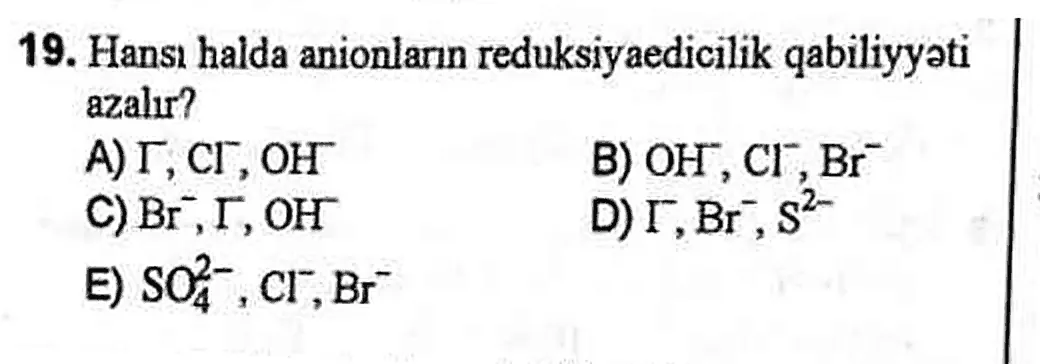 19. Hansı halda anionların reduksiyaedicilik qabiliyyəti
azalır?
A) I⁻, Cl⁻, OH⁻ B) OH⁻, Cl⁻, Br⁻
C) Br⁻, I⁻, OH⁻ D) I⁻, Br⁻, S²⁻
E) SO₄²⁻, Cl⁻, Br⁻